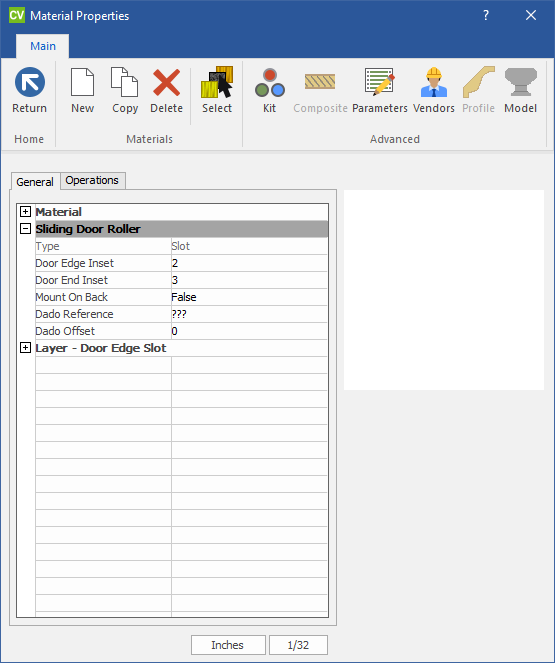 CV Material Properties ?
Main
Return New Copy Delete Select Kit Composite Parameters Vendors Profile Model
Home Materials Advanced
General Operations
Material
Sliding Door Roller
Type Slot
Door Edge Inset 2
Door End Inset 3
Mount On Back False
Dado Reference ???
Dado Offset 0
Layer - Door Edge Slot
Inches 1/32